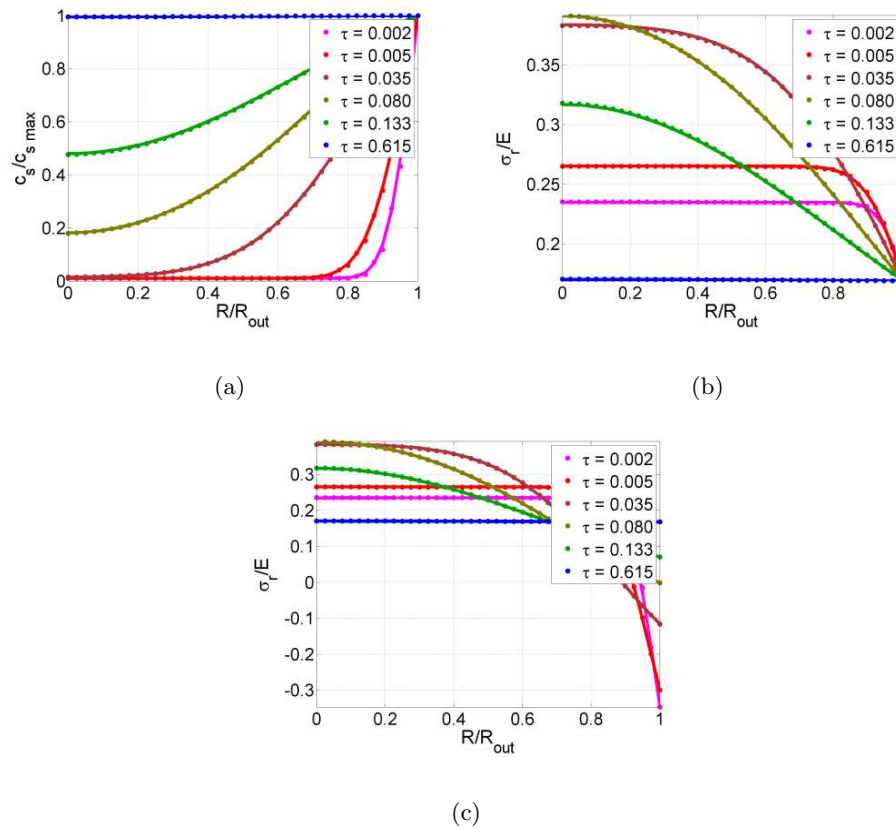 1
0.8
0.6
0.4
0.2
0
c_s/c_s max
0 0.2 0.4 0.6 0.8 1
R/R_out
τ = 0.002
τ = 0.005
τ = 0.035
τ = 0.080
τ = 0.133
τ = 0.615
(a)
0.35
0.3
0.25
0.2
σ_r/E
0 0.2 0.4 0.6 0.8
R/R_out
τ = 0.002
τ = 0.005
τ = 0.035
τ = 0.080
τ = 0.133
τ = 0.615
(b)
0.3
0.2
0.1
0
-0.1
-0.2
-0.3
σ_r/E
0 0.2 0.4 0.6 0.8 1
R/R_out
τ = 0.002
τ = 0.005
τ = 0.035
τ = 0.080
τ = 0.133
τ = 0.615
(c)